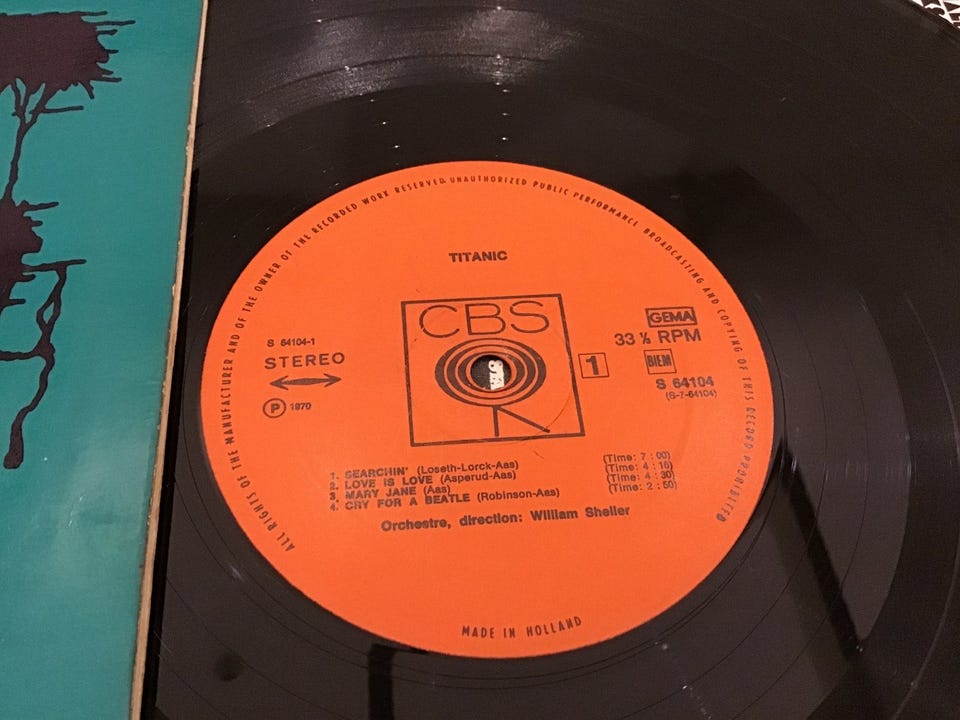 ALL RIGHTS OF THE MANUFACTURER AND OF THE OWNER OF THE RECORDED WORK RESERVED. UNAUTHORIZED PUBLIC PERFORMANCE BROADCASTING AND COPYING OF THIS RECORD PROHIBITED
TITANIC
CBS
GEMA
33 ⅓ RPM
S 64104-1
STEREO
Ⓟ 1970
1
BIEM
S 64104
(S-7-64104)
1. SEARCHIN' (Loseth-Lorck-Aas) (Time: 7:00)
2. LOVE IS LOVE (Asperud-Aas) (Time: 4:10)
3. MARY JANE (Aas) (Time: 4:30)
4. CRY FOR A BEATLE (Robinson-Aas) (Time: 2:50)
Orchestre, direction: William Sheller
MADE IN HOLLAND